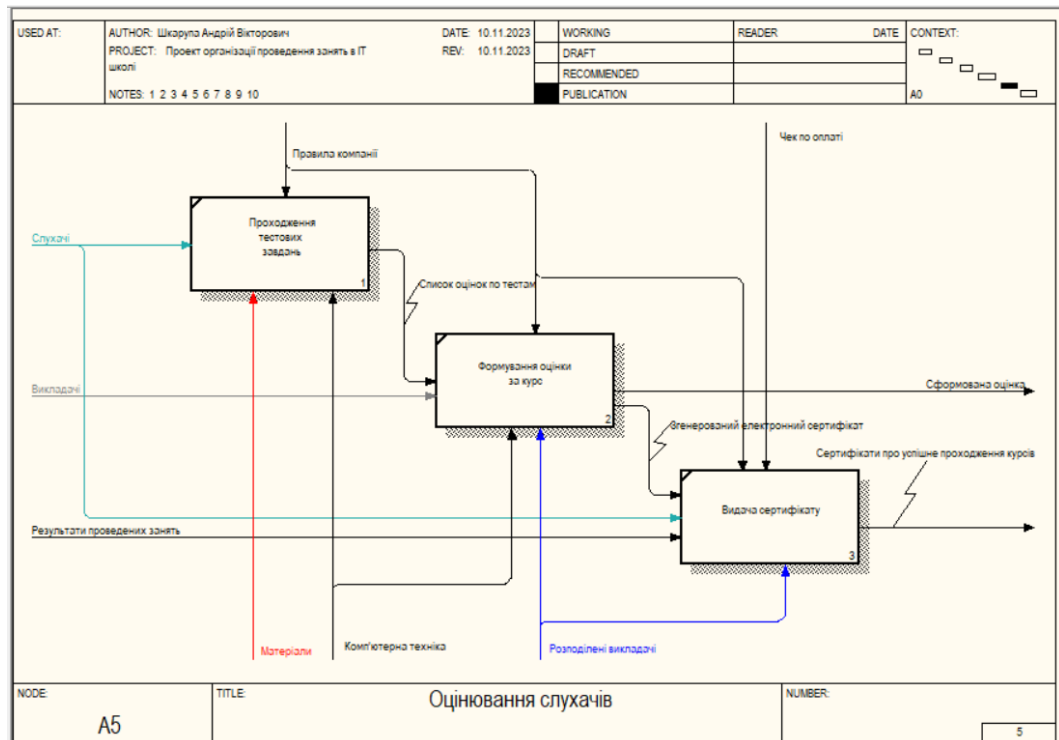 USED AT:
AUTHOR: Шкарупа Андрій Вікторович
DATE: 10.11.2023
PROJECT: Проект організації проведення занять в ІТ
школі
REV: 10.11.2023
NOTES: 1 2 3 4 5 6 7 8 9 10
WORKING
DRAFT
RECOMMENDED
PUBLICATION
READER DATE
CONTEXT:
A0
Правила компанії
Чек по оплаті
Проходження
тестових
завдань
1
Слухачі
Список оцінок по тестам
Формування оцінки
за курс
2
Викладачі
Сформована оцінка
Згенерований електронний сертифікат
Сертифікати про успішне проходження курсів
Видача сертифікату
3
Результати проведених занять
Матеріали
Комп'ютерна техніка
Розподілені викладачі
NODE:
A5
TITLE:
Оцінювання слухачів
NUMBER:
5